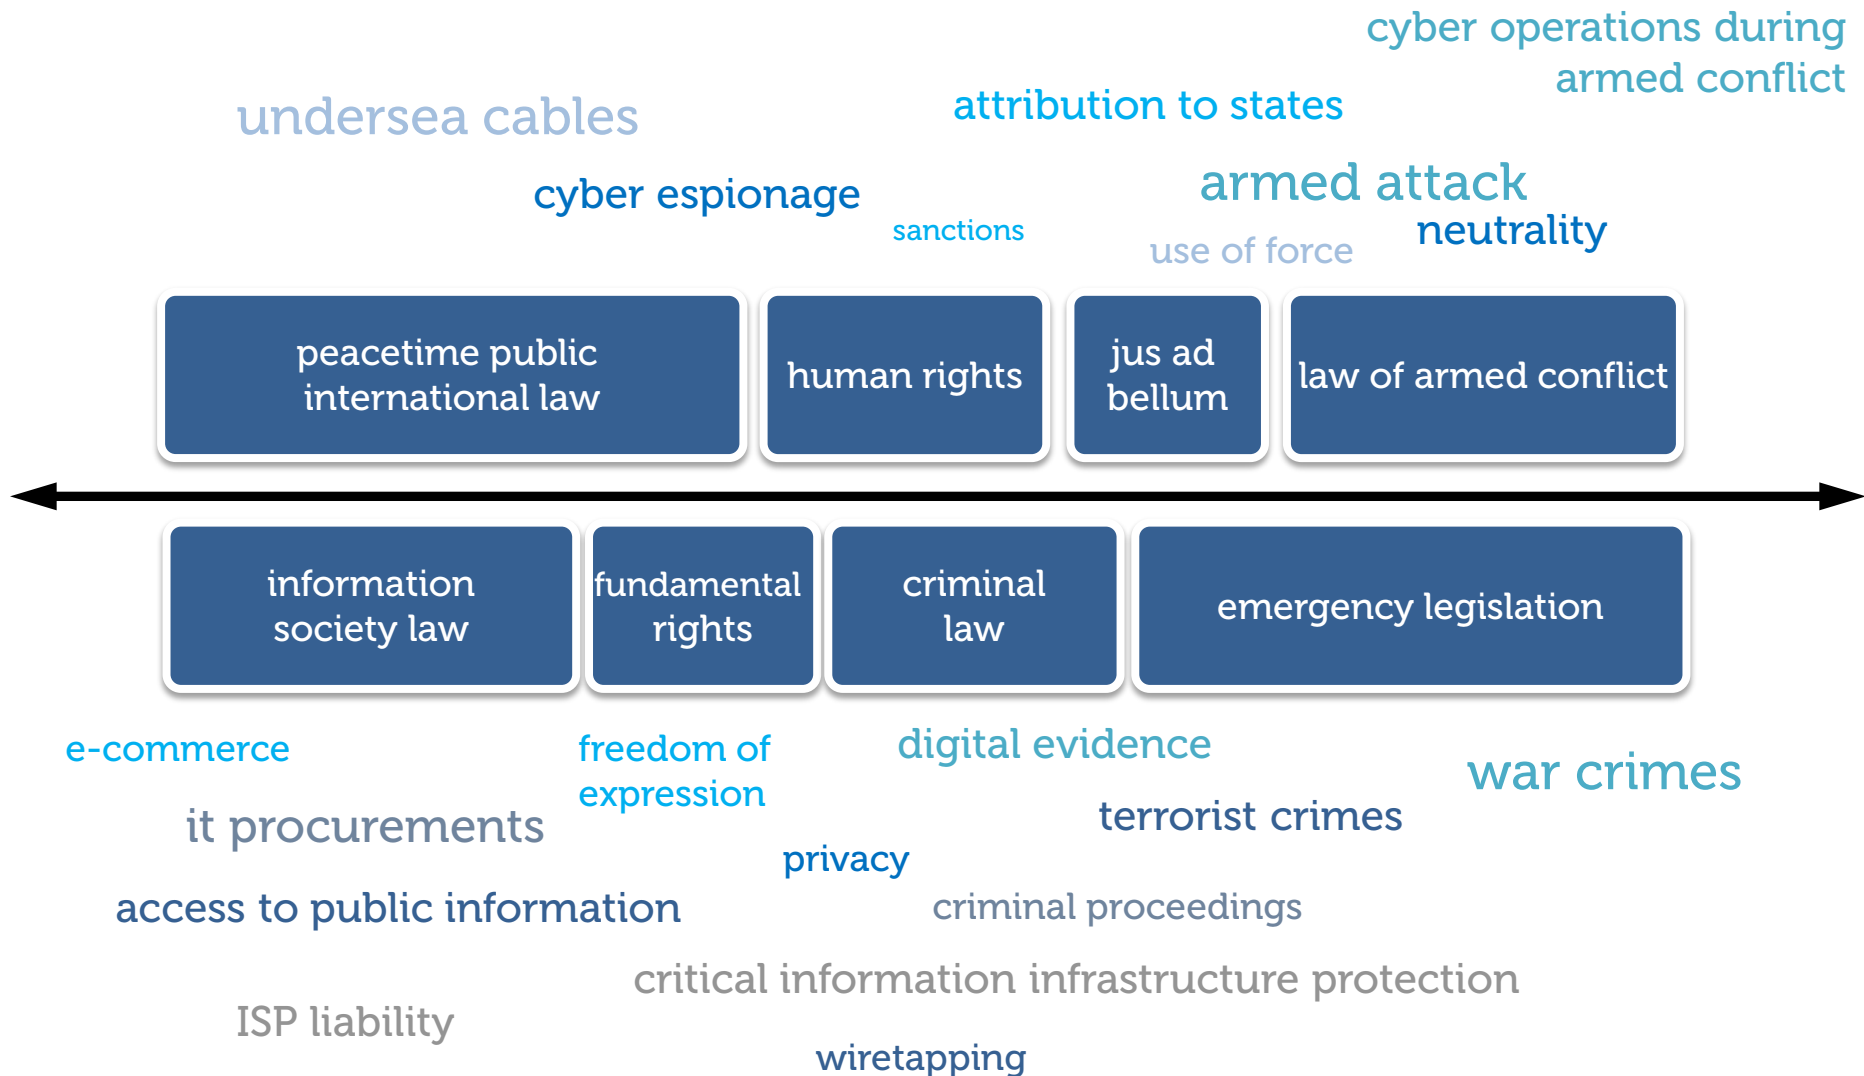 cyber operations during
armed conflict
undersea cables
attribution to states
cyber espionage
armed attack
sanctions
neutrality
use of force
peacetime public
international law
human rights
jus ad
bellum
law of armed conflict
information
society law
fundamental
rights
criminal
law
emergency legislation
e-commerce
freedom of
expression
digital evidence
war crimes
it procurements
terrorist crimes
privacy
access to public information
criminal proceedings
critical information infrastructure protection
ISP liability
wiretapping